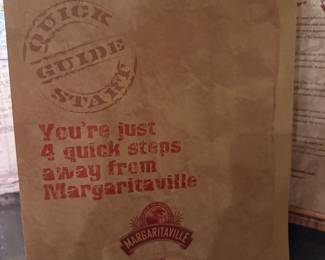 QUICK
GUIDE
START
You're just
4 quick steps
away from
Margaritaville
MARGARITAVILLE